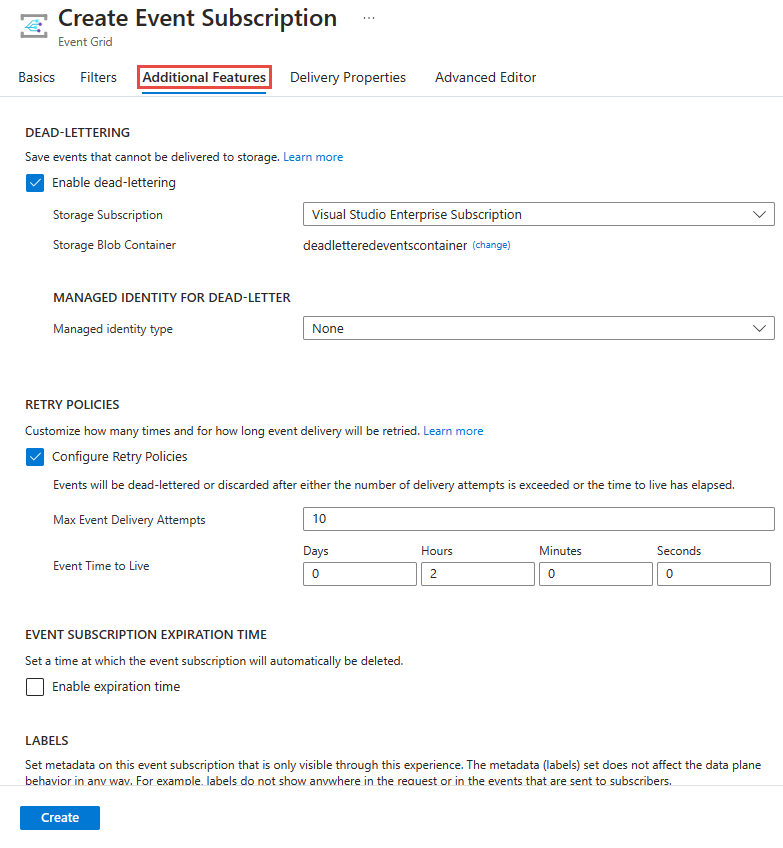 Create Event Subscription ...
Event Grid
Basics Filters Additional Features Delivery Properties Advanced Editor
DEAD-LETTERING
Save events that cannot be delivered to storage. Learn more
Enable dead-lettering
Storage Subscription Visual Studio Enterprise Subscription
Storage Blob Container deadletteredeventscontainer (change)
MANAGED IDENTITY FOR DEAD-LETTER
Managed identity type None
RETRY POLICIES
Customize how many times and for how long event delivery will be retried. Learn more
Configure Retry Policies
Events will be dead-lettered or discarded after either the number of delivery attempts is exceeded or the time to live has elapsed.
Max Event Delivery Attempts 10
Days Hours Minutes Seconds
Event Time to Live 0 2 0 0
EVENT SUBSCRIPTION EXPIRATION TIME
Set a time at which the event subscription will automatically be deleted.
Enable expiration time
LABELS
Set metadata on this event subscription that is only visible through this experience. The metadata (labels) set does not affect the data plane
behavior in any way. For example, labels do not show anywhere in the request or in the events that are sent to subscribers.
Create